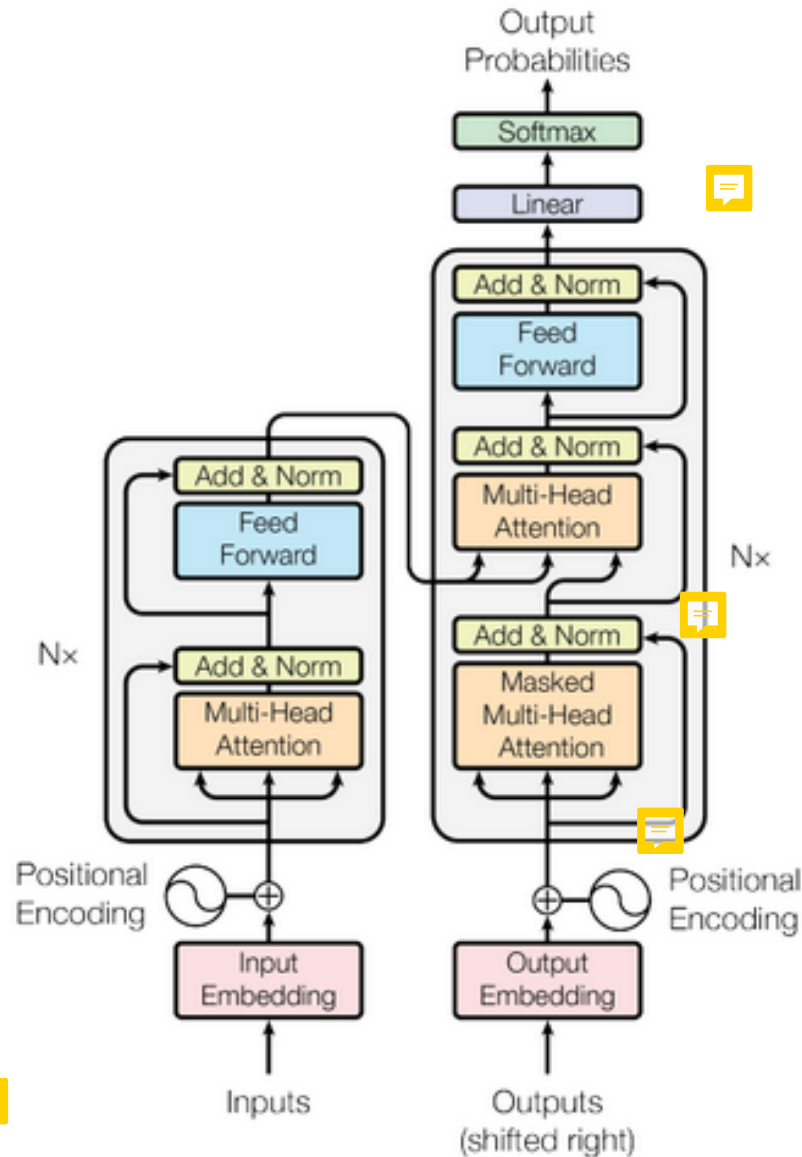 Output
Probabilities
Softmax
Linear
Add & Norm
Feed
Forward
Add & Norm
Multi-Head
Attention
Add & Norm
Masked
Multi-Head
Attention
Nx
Add & Norm
Feed
Forward
Add & Norm
Multi-Head
Attention
Nx
Positional
Encoding
Positional
Encoding
Input
Embedding
Output
Embedding
Inputs
Outputs
(shifted right)